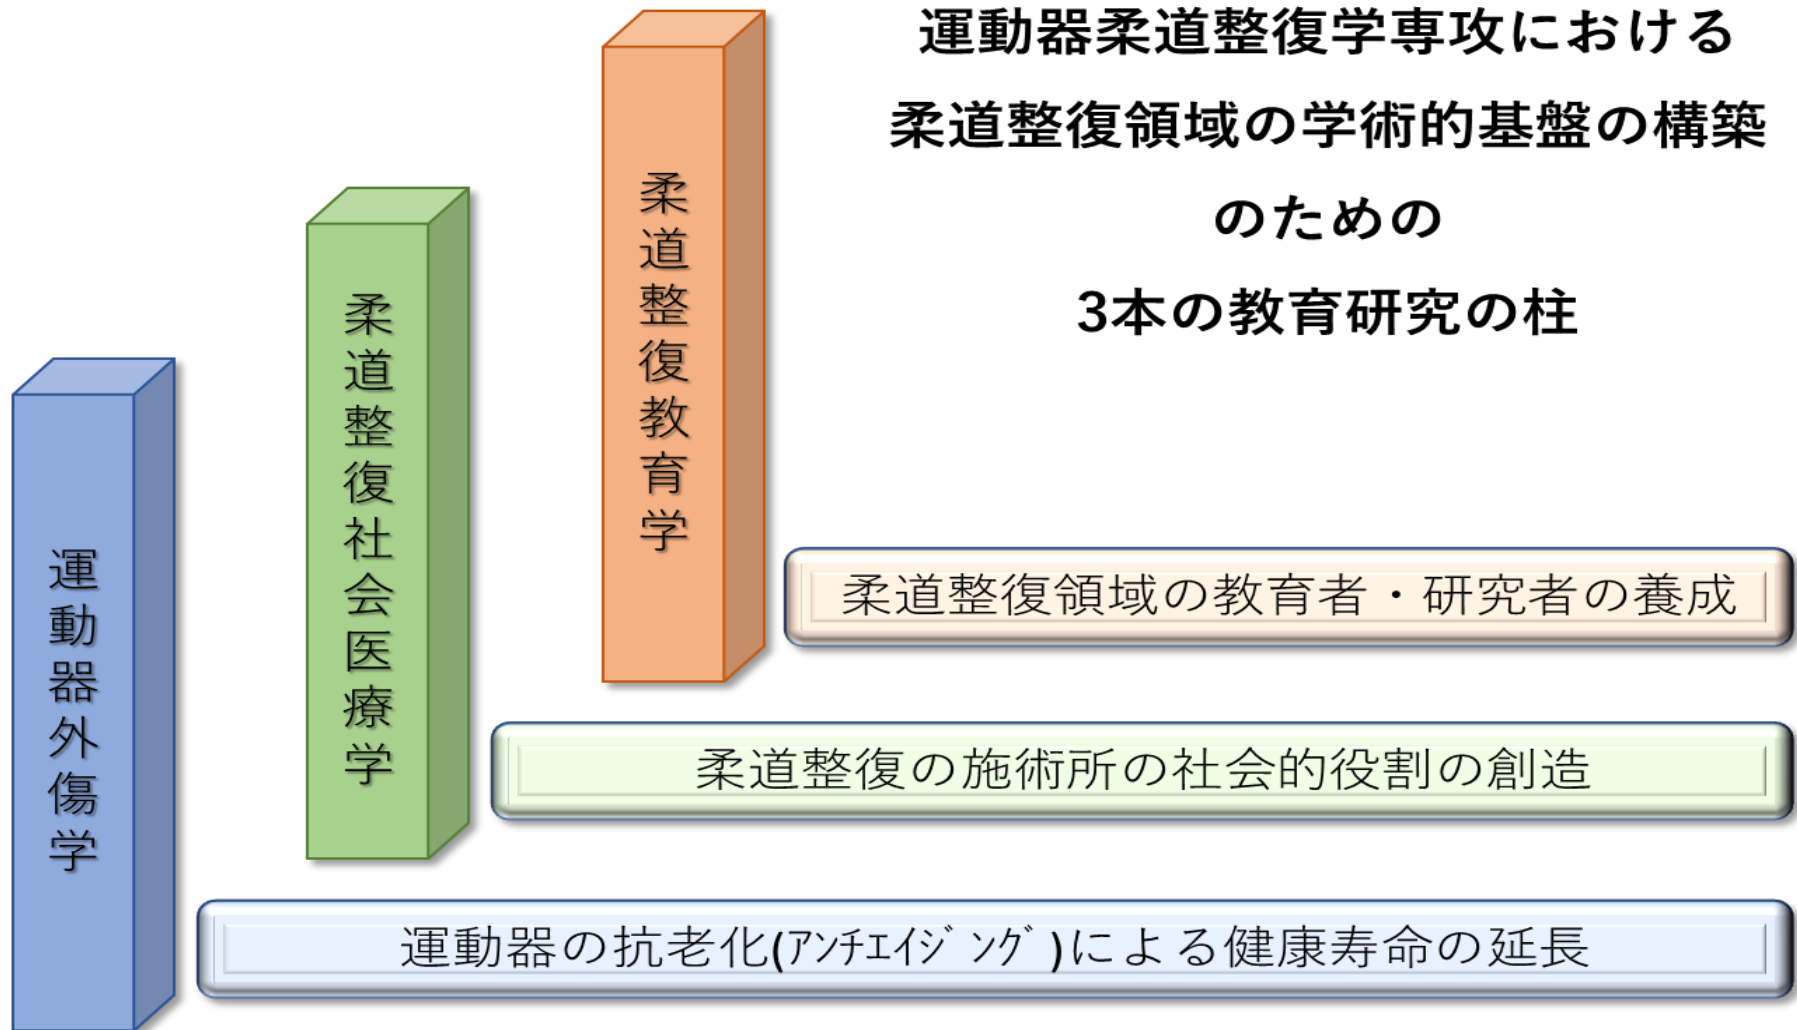 運動器柔道整復学専攻における
柔道整復領域の学術的基盤の構築
のための
3本の教育研究の柱
柔道整復教育学
柔道整復領域の教育者・研究者の養成
柔道整復社会医療学
柔道整復の施術所の社会的役割の創造
運動器外傷学
運動器の抗老化(ｱﾝﾁｴｲｼﾞﾝｸﾞ)による健康寿命の延長